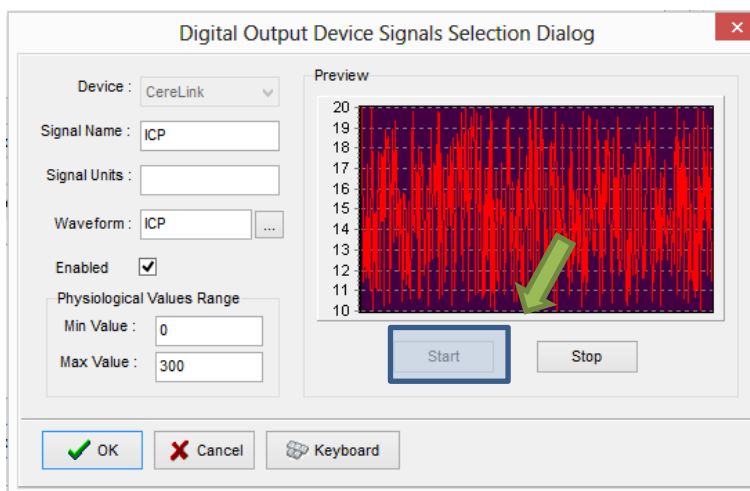 Digital Output Device Signals Selection Dialog
Device :
CereLink
Signal Name :
ICP
Signal Units :
Waveform :
ICP
...
Enabled
Physiological Values Range
Min Value :
0
Max Value :
300
Preview
20
19
18
17
16
15
14
13
12
11
10
Start
Stop
OK
Cancel
Keyboard